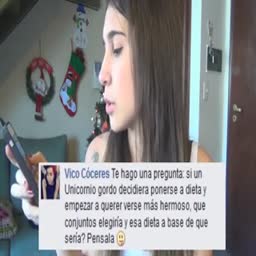 Vico Cóceres Te hago una pregunta: si un
Unicornio gordo decidiera ponerse a dieta y
empezar a querer verse más hermoso, que
conjuntos elegiría y esa dieta a base de que
sería? Pensala